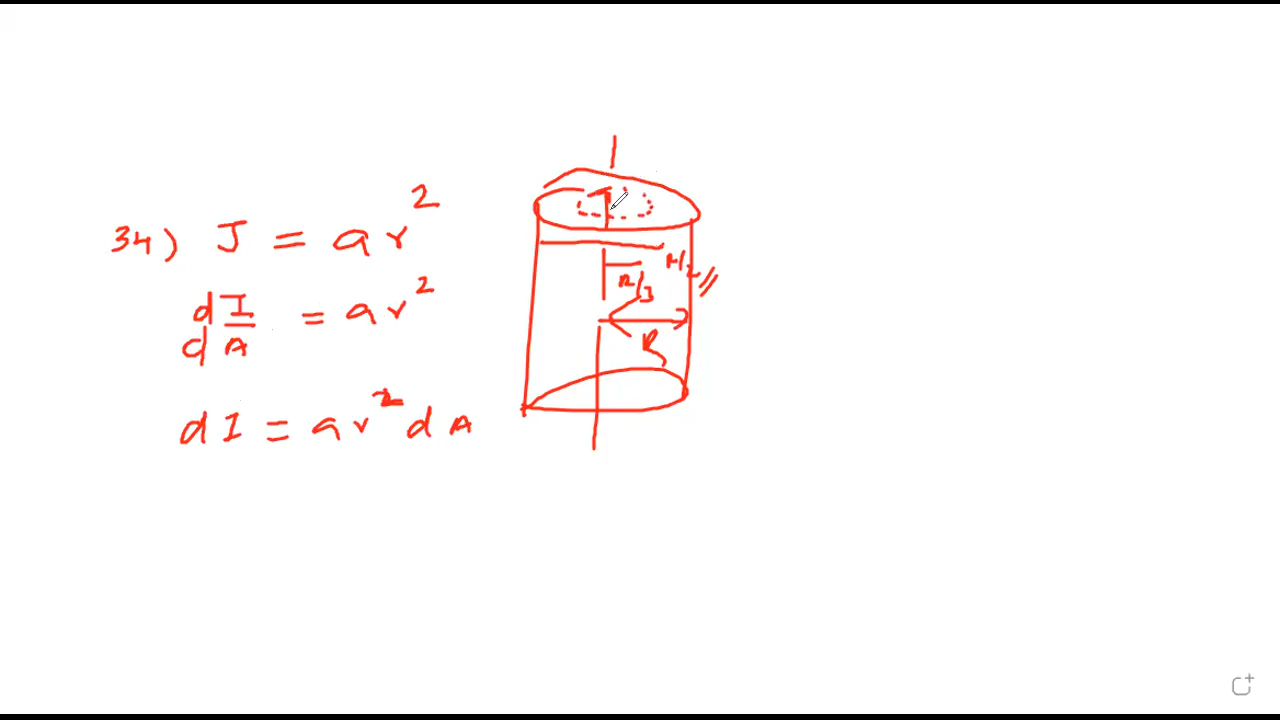 34) J = ar²
dI/dA = ar²
dI = ar² dA
R/3
R/2
R